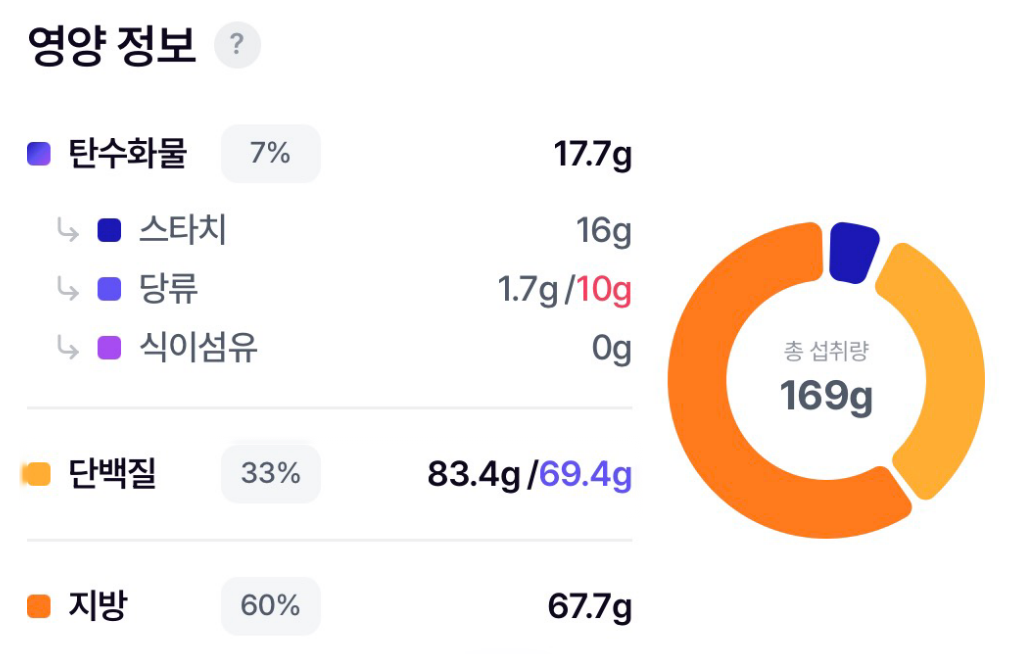 영양 정보 ?
탄수화물 7% 17.7g
스타치 16g
당류 1.7g/10g
식이섬유 0g
단백질 33% 83.4g/69.4g
지방 60% 67.7g
총 섭취량
169g